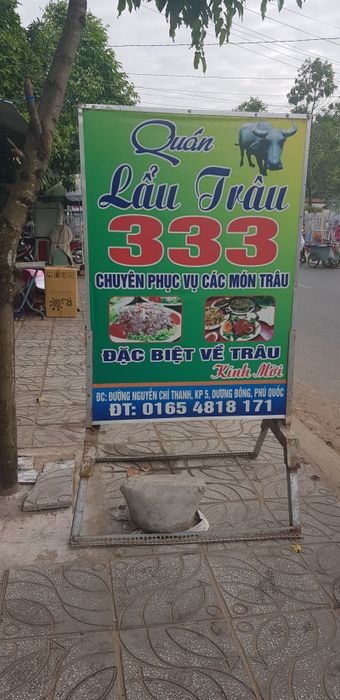 Quán
Lẩu Trâu
333
CHUYÊN PHỤC VỤ CÁC MÓN TRÂU
ĐẶC BIỆT VỀ TRÂU
Kính Mời
ĐC: ĐƯỜNG NGUYỄN CHÍ THANH, KP 5, DƯƠNG ĐÔNG, PHÚ QUỐC
ĐT: 0165 4818 171